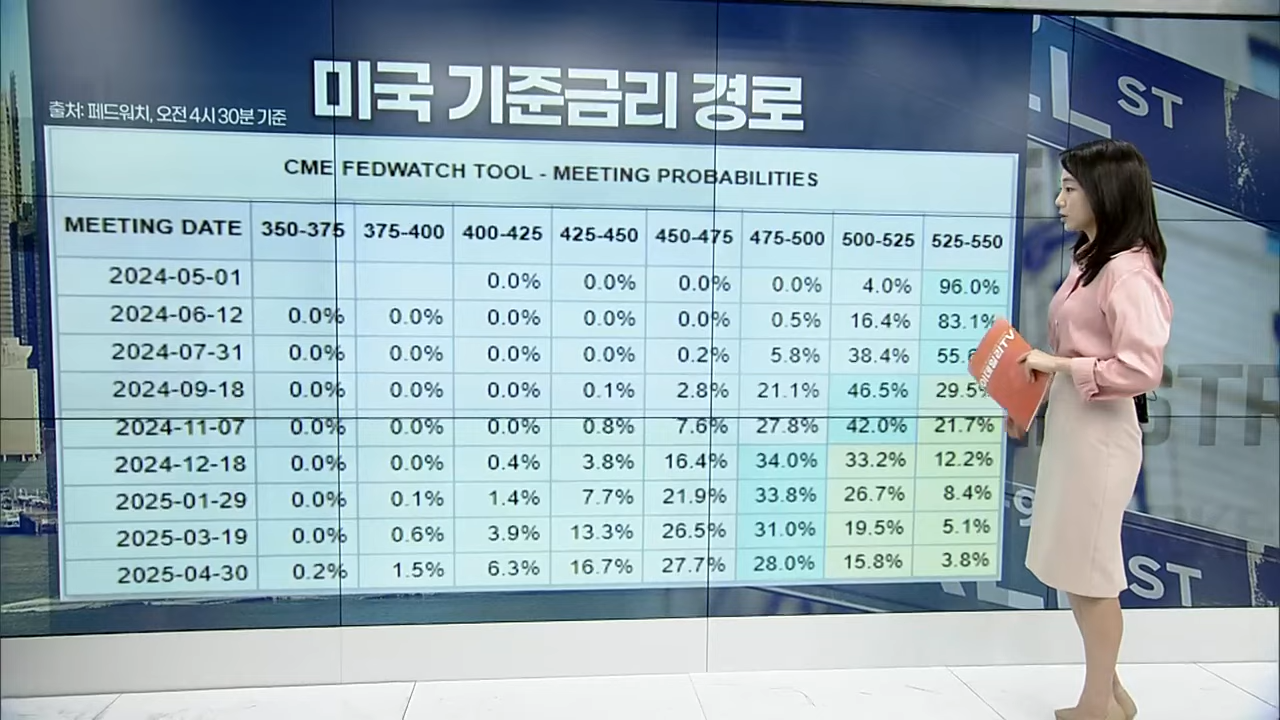 미국 기준금리 경로
출처: 페드워치, 오전 4시 30분 기준
CME FEDWATCH TOOL - MEETING PROBABILITIES
MEETING DATE 350-375 375-400 400-425 425-450 450-475 475-500 500-525 525-550
2024-05-01 0.0% 0.0% 0.0% 0.0% 4.0% 96.0%
2024-06-12 0.0% 0.0% 0.0% 0.0% 0.5% 16.4% 83.1%
2024-07-31 0.0% 0.0% 0.0% 0.0% 0.2% 5.8% 38.4%
2024-09-18 0.0% 0.0% 0.0% 0.1% 2.8% 21.1% 46.5% 29.5%
2024-11-07 0.0% 0.0% 0.0% 0.8% 7.6% 27.8% 42.0% 21.7%
2024-12-18 0.0% 0.0% 0.4% 3.8% 16.4% 34.0% 33.2% 12.2%
2025-01-29 0.0% 0.1% 1.4% 7.7% 21.9% 33.8% 26.7% 8.4%
2025-03-19 0.0% 0.6% 3.9% 13.3% 26.5% 31.0% 19.5% 5.1%
2025-04-30 0.2% 1.5% 6.3% 16.7% 27.7% 28.0% 15.8% 3.8%
이데일리TV
ST
ST